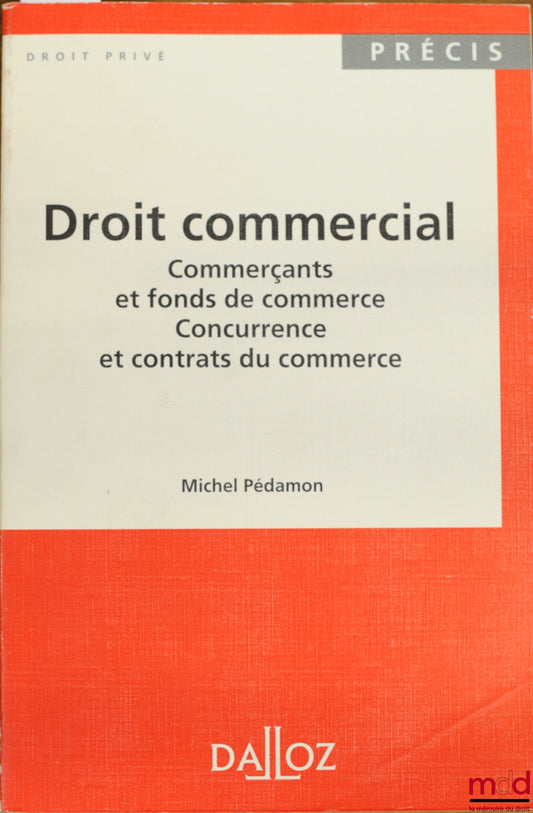 DROIT PRIVÉ
PRÉCIS
Droit commercial
Commerçants
et fonds de commerce
Concurrence
et contrats du commerce
Michel Pédamon
DALLOZ
mdd
la mémoire du droit